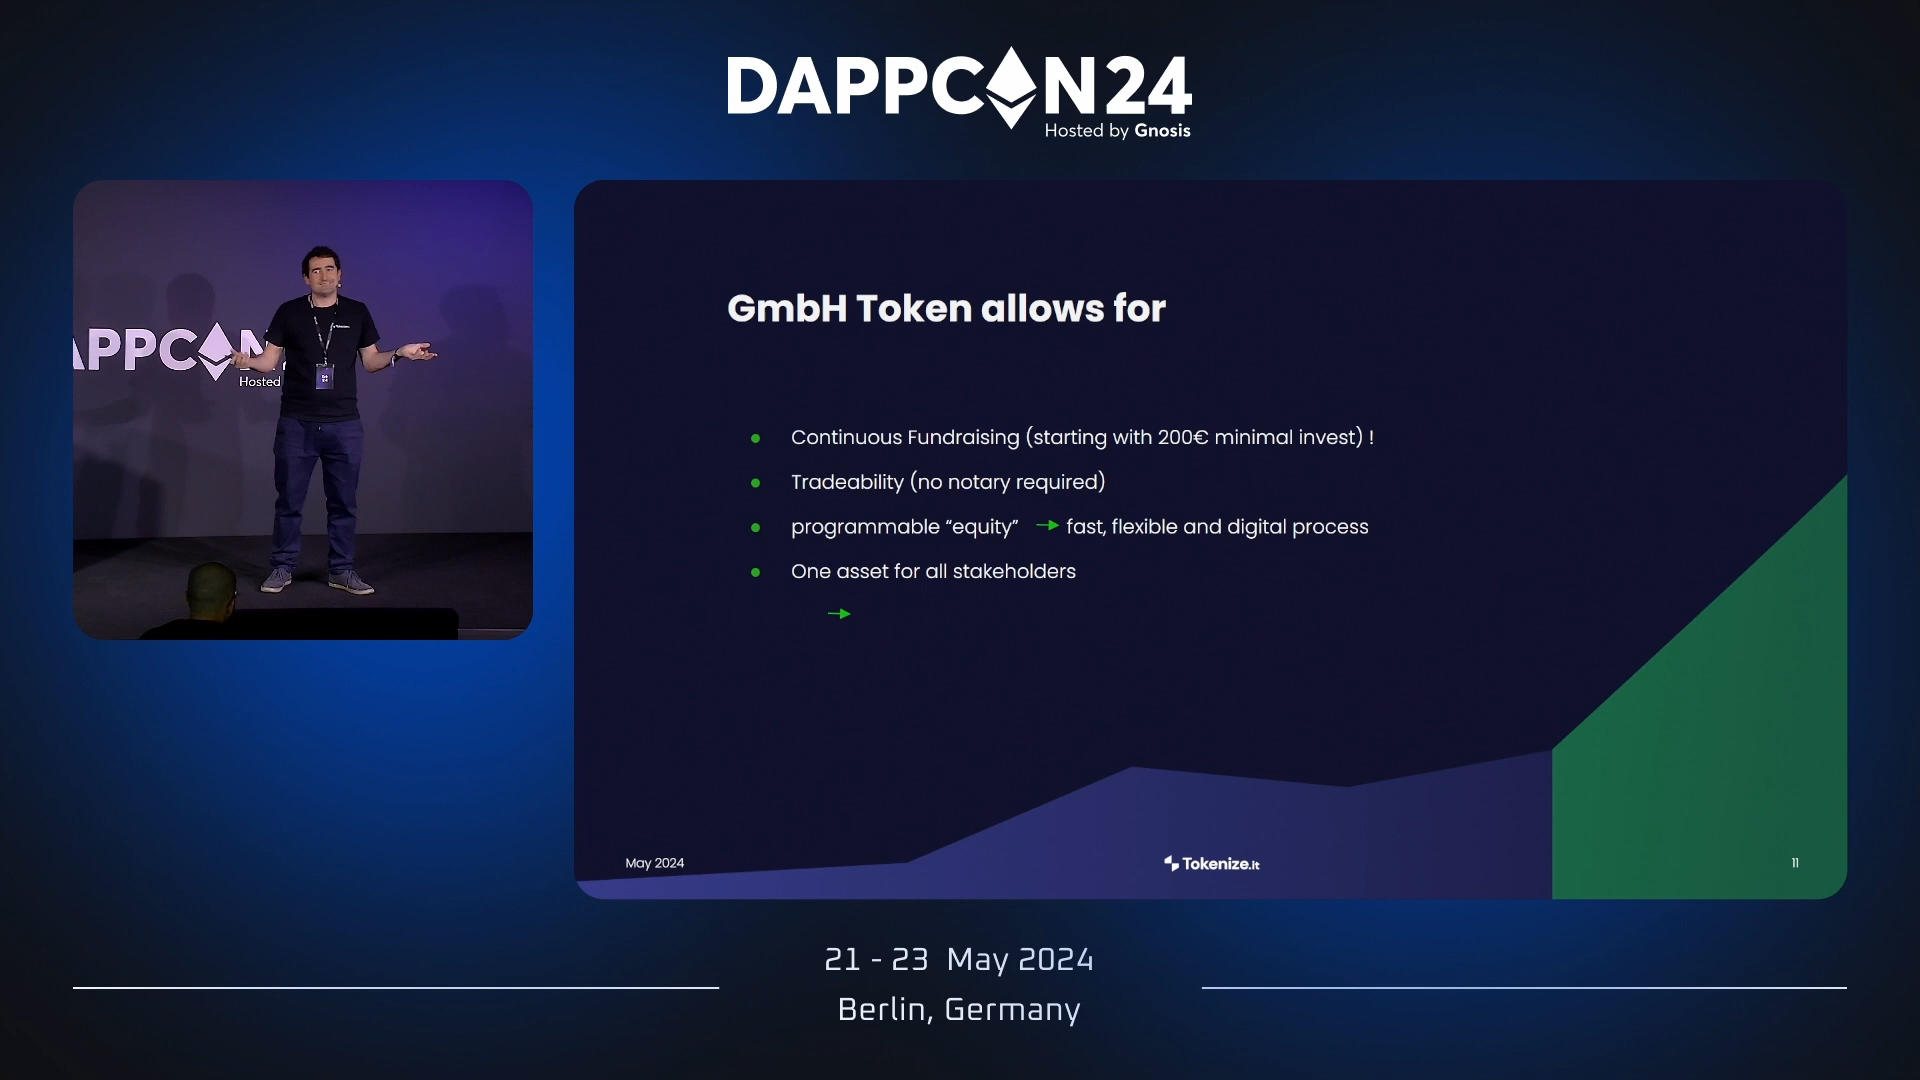 DAPPCON24
Hosted by Gnosis
APPCON
Hosted
GmbH Token allows for
● Continuous Fundraising (starting with 200€ minimal invest) !
● Tradeability (no notary required)
● programmable “equity” → fast, flexible and digital process
● One asset for all stakeholders
→
May 2024
Tokenize.it
11
21 - 23 May 2024
Berlin, Germany